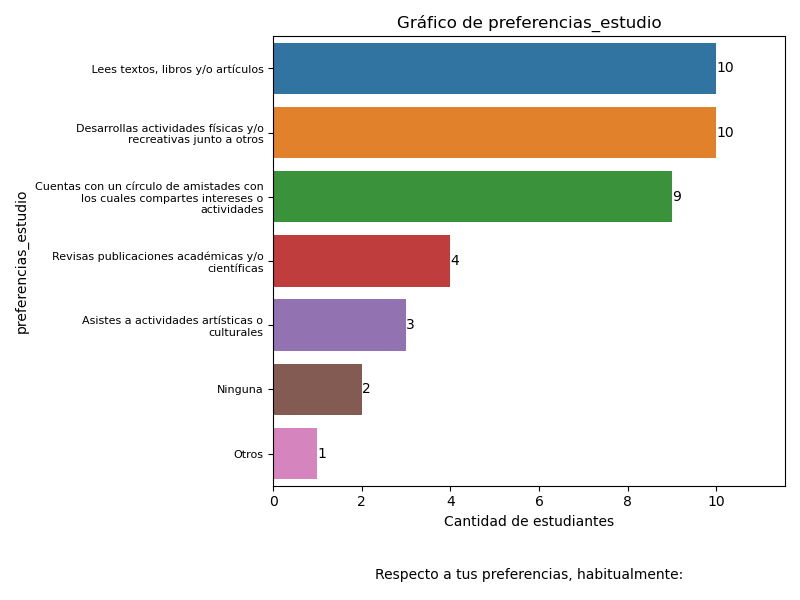 Gráfico de preferencias_estudio
preferencias_estudio
Lees textos, libros y/o artículos
10
Desarrollas actividades físicas y/o
recreativas junto a otros
10
Cuentas con un círculo de amistades con
los cuales compartes intereses o
actividades
9
Revisas publicaciones académicas y/o
científicas
4
Asistes a actividades artísticas o
culturales
3
Ninguna
2
Otros
1
0 2 4 6 8 10
Cantidad de estudiantes
Respecto a tus preferencias, habitualmente: